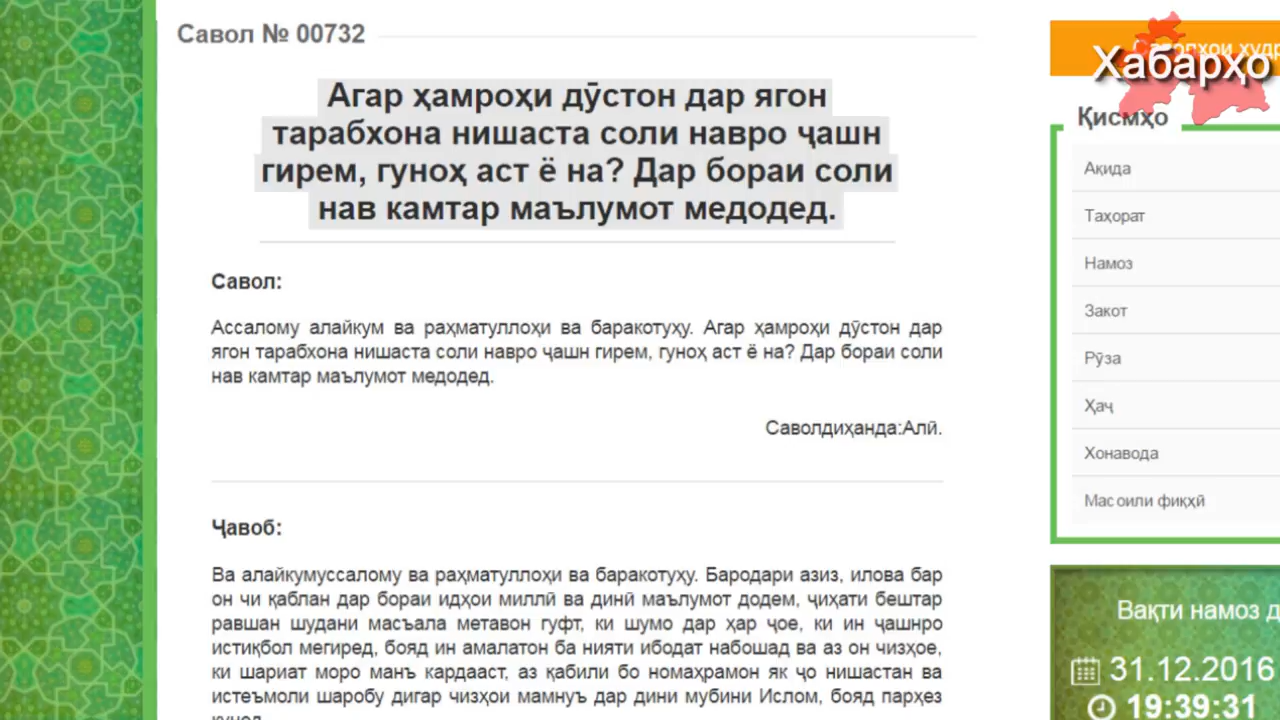 Савол № 00732
Агар ҳамроҳи дӯстон дар ягон
тарабхона нишаста соли навро ҷашн
гирем, гуноҳ аст ё на? Дар бораи соли
нав камтар маълумот медодед.
Савол:
Ассалому алайкум ва раҳматуллоҳи ва баракотуҳу. Агар ҳамроҳи дӯстон дар
ягон тарабхона нишаста соли навро ҷашн гирем, гуноҳ аст ё на? Дар бораи соли
нав камтар маълумот медодед.
Саволдиҳанда:Алӣ.
Ҷавоб:
Ва алайкумуссалому ва раҳматуллоҳи ва баракотуҳу. Бародари азиз, илова бар
он чи қаблан дар бораи идҳои миллӣ ва динӣ маълумот додем, ҷиҳати бештар
равшан шудани масъала метавон гуфт, ки шумо дар ҳар ҷое, ки ин ҷашнро
истиқбол мегиред, бояд ин амалатон ба нияти ибодат набошад ва аз он чизҳое,
ки шариат моро манъ кардааст, аз қабили бо номаҳрамон як ҷо нишастан ва
истеъмоли шаробу дигар чизҳои мамнуъ дар дини мубини Ислом, бояд парҳез
Хабарҳо
Қисмҳо
Ақида
Таҳорат
Намоз
Закот
Рӯза
Ҳаҷ
Хонавода
Масоили фиқҳӣ
Вақти намоз
31.12.2016
19:39:31